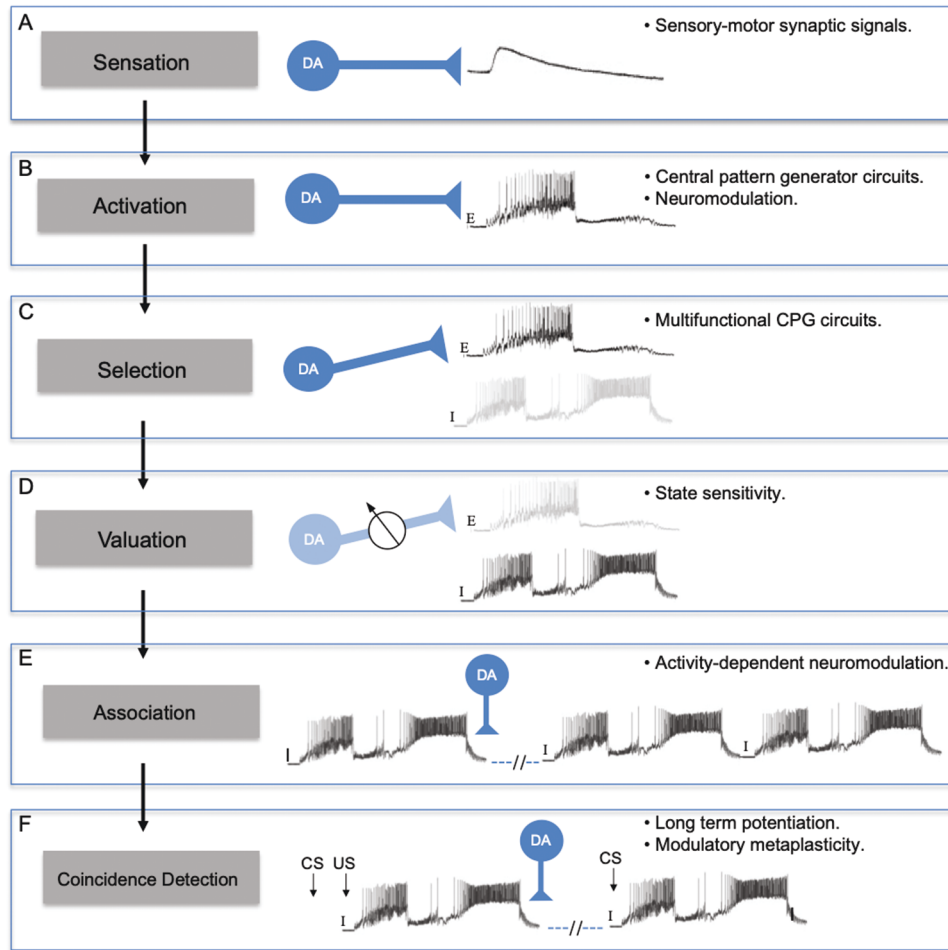 A
Sensation
DA
• Sensory-motor synaptic signals.
B
Activation
DA
E
• Central pattern generator circuits.
• Neuromodulation.
C
Selection
DA
E
I
• Multifunctional CPG circuits.
D
Valuation
DA
E
I
• State sensitivity.
E
Association
DA
I
I
I
• Activity-dependent neuromodulation.
//
F
Coincidence Detection
CS US
I
DA
CS
I
• Long term potentiation.
• Modulatory metaplasticity.
//